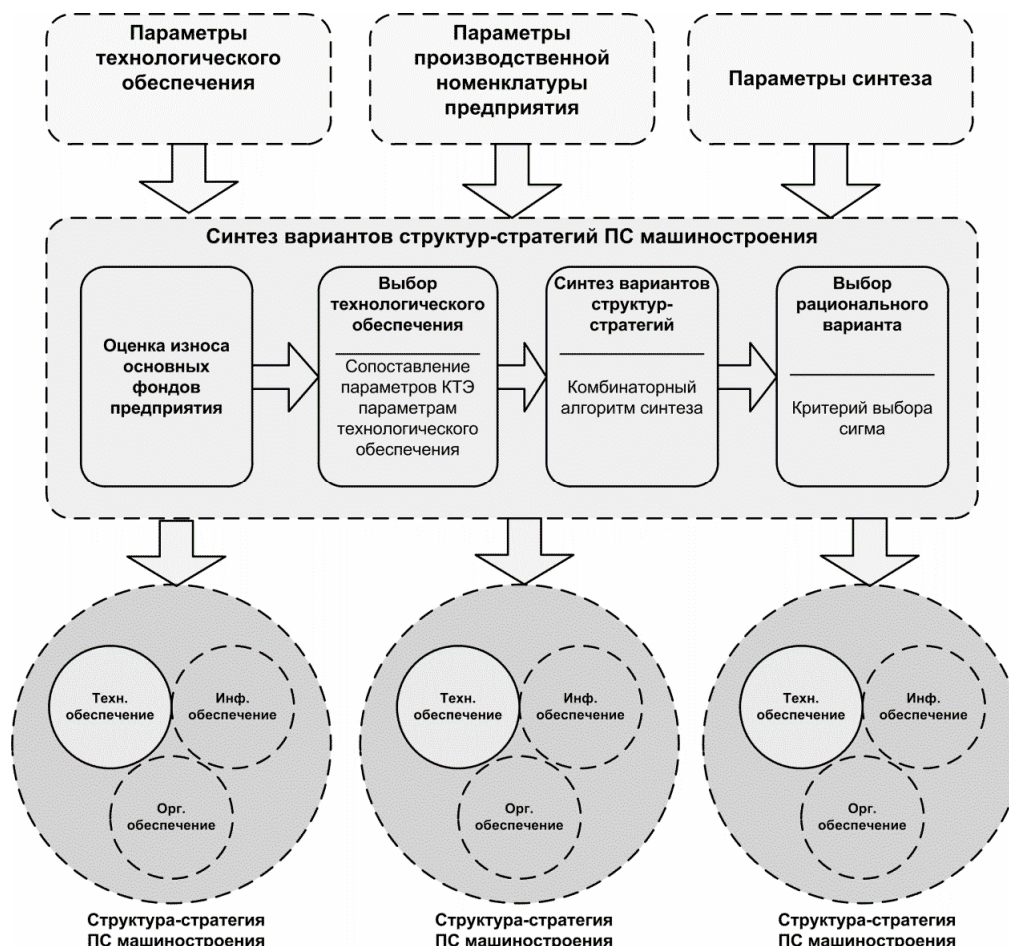 Параметры
технологического
обеспечения
Параметры
производственной
номенклатуры
предприятия
Параметры синтеза
Синтез вариантов структур-стратегий ПС машиностроения
Оценка износа
основных
фондов
предприятия
Выбор
технологического
обеспечения
Сопоставление
параметров КТЭ
параметрам
технологического
обеспечения
Синтез вариантов
структур-
стратегий
Комбинаторный
алгоритм синтеза
Выбор
рационального
варианта
Критерий выбора
сигма
Техн.
обеспечение
Инф.
обеспечение
Орг.
обеспечение
Структура-стратегия
ПС машиностроения
Техн.
обеспечение
Инф.
обеспечение
Орг.
обеспечение
Структура-стратегия
ПС машиностроения
Техн.
обеспечение
Инф.
обеспечение
Орг.
обеспечение
Структура-стратегия
ПС машиностроения